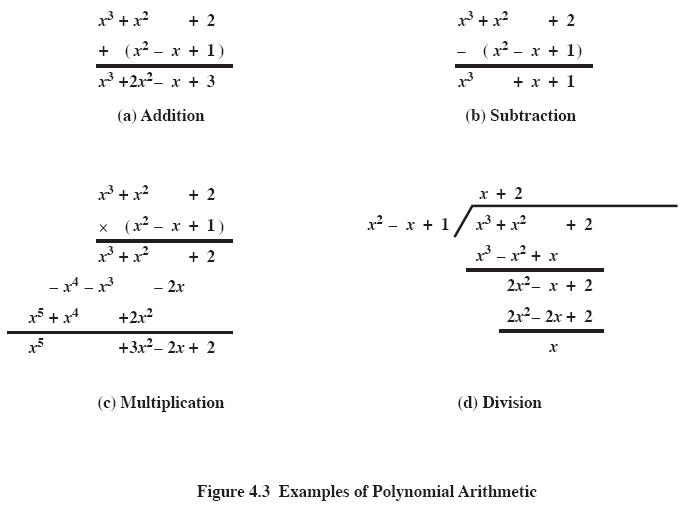 x³ + x² + 2
+ (x² – x + 1)
x³ +2x²– x + 3
(a) Addition
x³ + x² + 2
– (x² – x + 1)
x³ + x + 1
(b) Subtraction
x³ + x² + 2
× (x² – x + 1)
x³ + x² + 2
– x⁴ – x³ – 2x
x⁵ + x⁴ +2x²
x⁵ +3x²– 2x + 2
(c) Multiplication
x + 2
x² – x + 1 x³ + x² + 2
x³ – x² + x
2x²– x + 2
2x²– 2x + 2
x
(d) Division
Figure 4.3 Examples of Polynomial Arithmetic